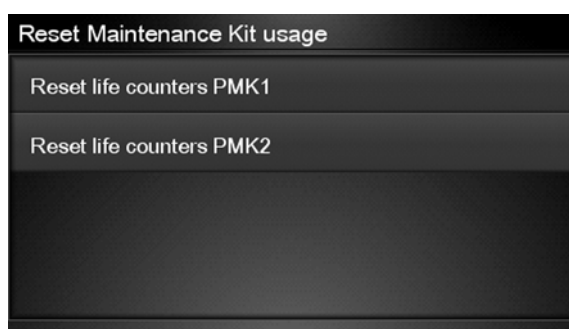 Reset Maintenance Kit usage
Reset life counters PMK1
Reset life counters PMK2